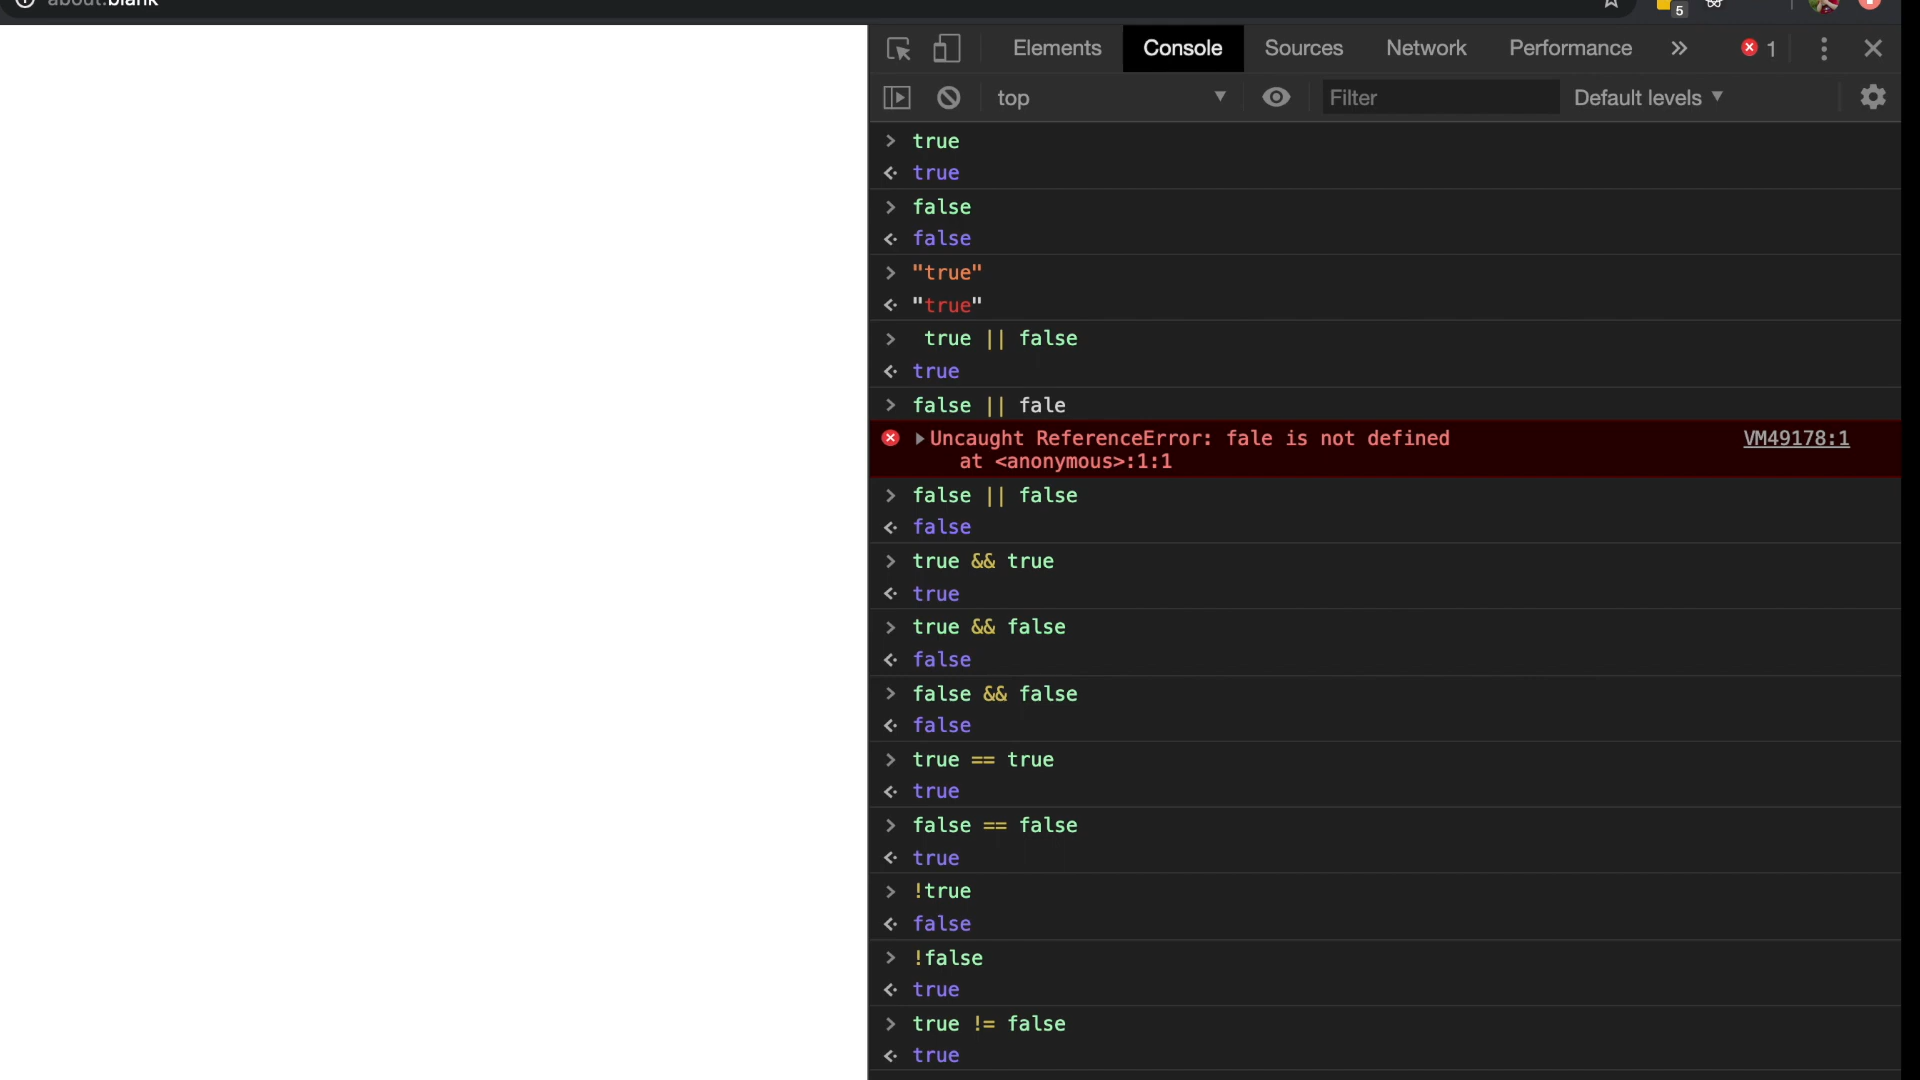 about:blank
5
Elements Console Sources Network Performance » 1
top Filter Default levels
> true
true
> false
false
> "true"
"true"
> true || false
true
> false || fale
Uncaught ReferenceError: fale is not defined VM49178:1
at <anonymous>:1:1
> false || false
false
> true && true
true
> true && false
false
> false && false
false
> true == true
true
> false == false
true
> !true
false
> !false
true
> true != false
true